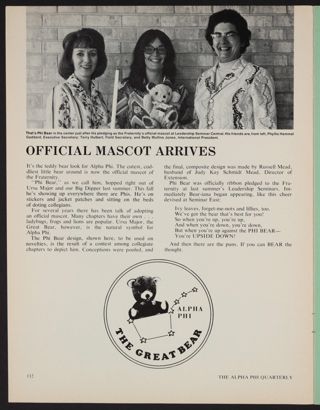 That's Phi Bear in the center just after his pledging as the Fraternity's official mascot at Leadership Seminar Central. His friends are, from left, Phyllis Hammel
Goddard, Executive Secretary; Terry Hulbert, Field Secretary, and Betty Mullins Jones, International President.
OFFICIAL MASCOT ARRIVES
It's the teddy bear look for Alpha Phi. The cutest, cud-
dliest little bear around is now the official mascot of
the Fraternity.
"Phi Bear," as we call him, hopped right out of
Ursa Major and our Big Dipper last summer. This fall
he's showing up everywhere there are Phis. He's on
stickers and jacket patches and sitting on the beds
of doting collegians.
For several years there has been talk of adopting
an official mascot. Many chapters have their own . . .
ladybugs, frogs and lions are popular. Ursa Major, the
Great Bear, however, is the natural symbol for
Alpha Phi.
The Phi Bear design, shown here, to be used on
novelties, is the result of a contest among collegiate
chapters to depict him. Conceptions were pooled, and
the final, composite design was made by Russell Mead,
husband of Judy Kay Schmidt Mead, Director of
Extension.
Phi Bear was officially ribbon pledged to the Fra-
ternity at last summer's Leadership Seminars. Im-
mediately Bear-isms began appearing, like this cheer
devised at Seminar East:
Ivy leaves, forget-me-nots and lilies, too,
We've got the bear that's best for you!
So when you're up, you're up,
And when you're down, you're down,
But when you're up against the PHI BEAR—
You're UPSIDE DOWN!
And then there are the puns. If you can BEAR the
thought.
ALPHA
PHI
THE GREAT BEAR
THE ALPHA PHI QUARTERLY